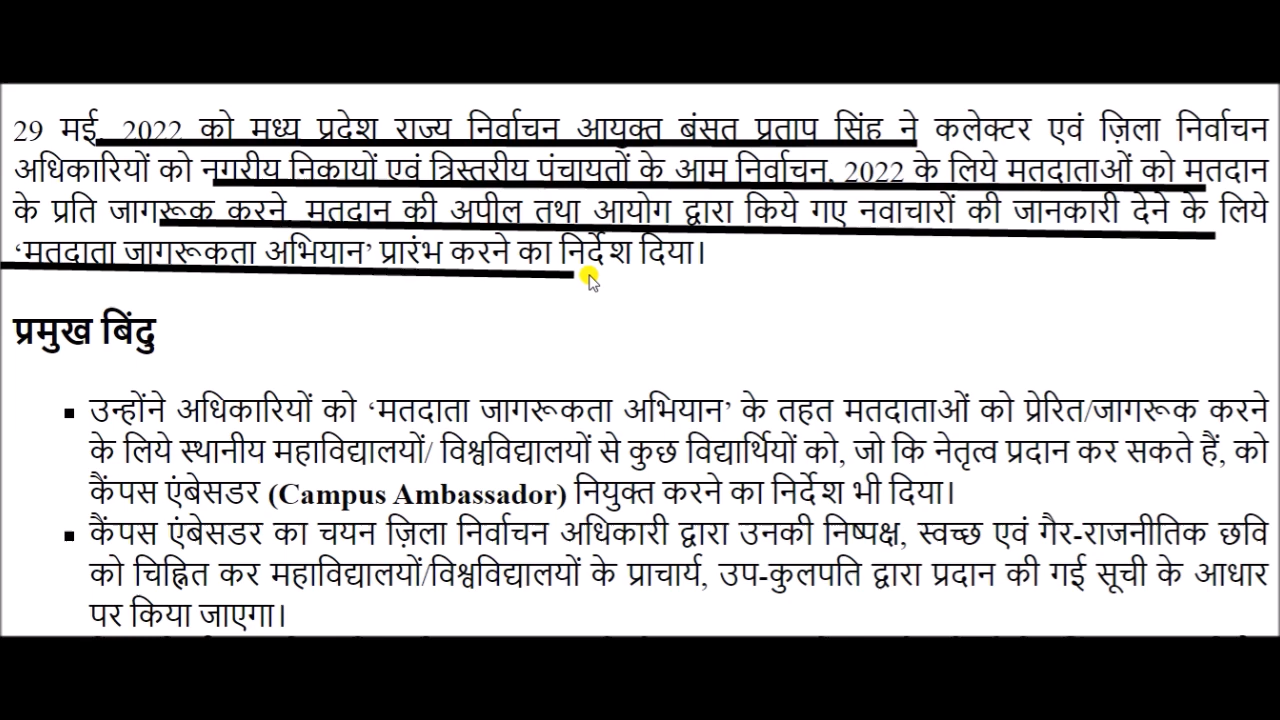 29 मई, 2022 को मध्य प्रदेश राज्य निर्वाचन आयुक्त बंसत प्रताप सिंह ने कलेक्टर एवं ज़िला निर्वाचन
अधिकारियों को नगरीय निकायों एवं त्रिस्तरीय पंचायतों के आम निर्वाचन, 2022 के लिये मतदाताओं को मतदान
के प्रति जागरूक करने, मतदान की अपील तथा आयोग द्वारा किये गए नवाचारों की जानकारी देने के लिये
‘मतदाता जागरूकता अभियान’ प्रारंभ करने का निर्देश दिया।
प्रमुख बिंदु
▪ उन्होंने अधिकारियों को ‘मतदाता जागरूकता अभियान’ के तहत मतदाताओं को प्रेरित/जागरूक करने
के लिये स्थानीय महाविद्यालयों/ विश्वविद्यालयों से कुछ विद्यार्थियों को, जो कि नेतृत्व प्रदान कर सकते हैं, को
कैंपस एंबेसडर (Campus Ambassador) नियुक्त करने का निर्देश भी दिया।
▪ कैंपस एंबेसडर का चयन ज़िला निर्वाचन अधिकारी द्वारा उनकी निष्पक्ष, स्वच्छ एवं गैर-राजनीतिक छवि
को चिह्नित कर महाविद्यालयों/विश्वविद्यालयों के प्राचार्य, उप-कुलपति द्वारा प्रदान की गई सूची के आधार
पर किया जाएगा।